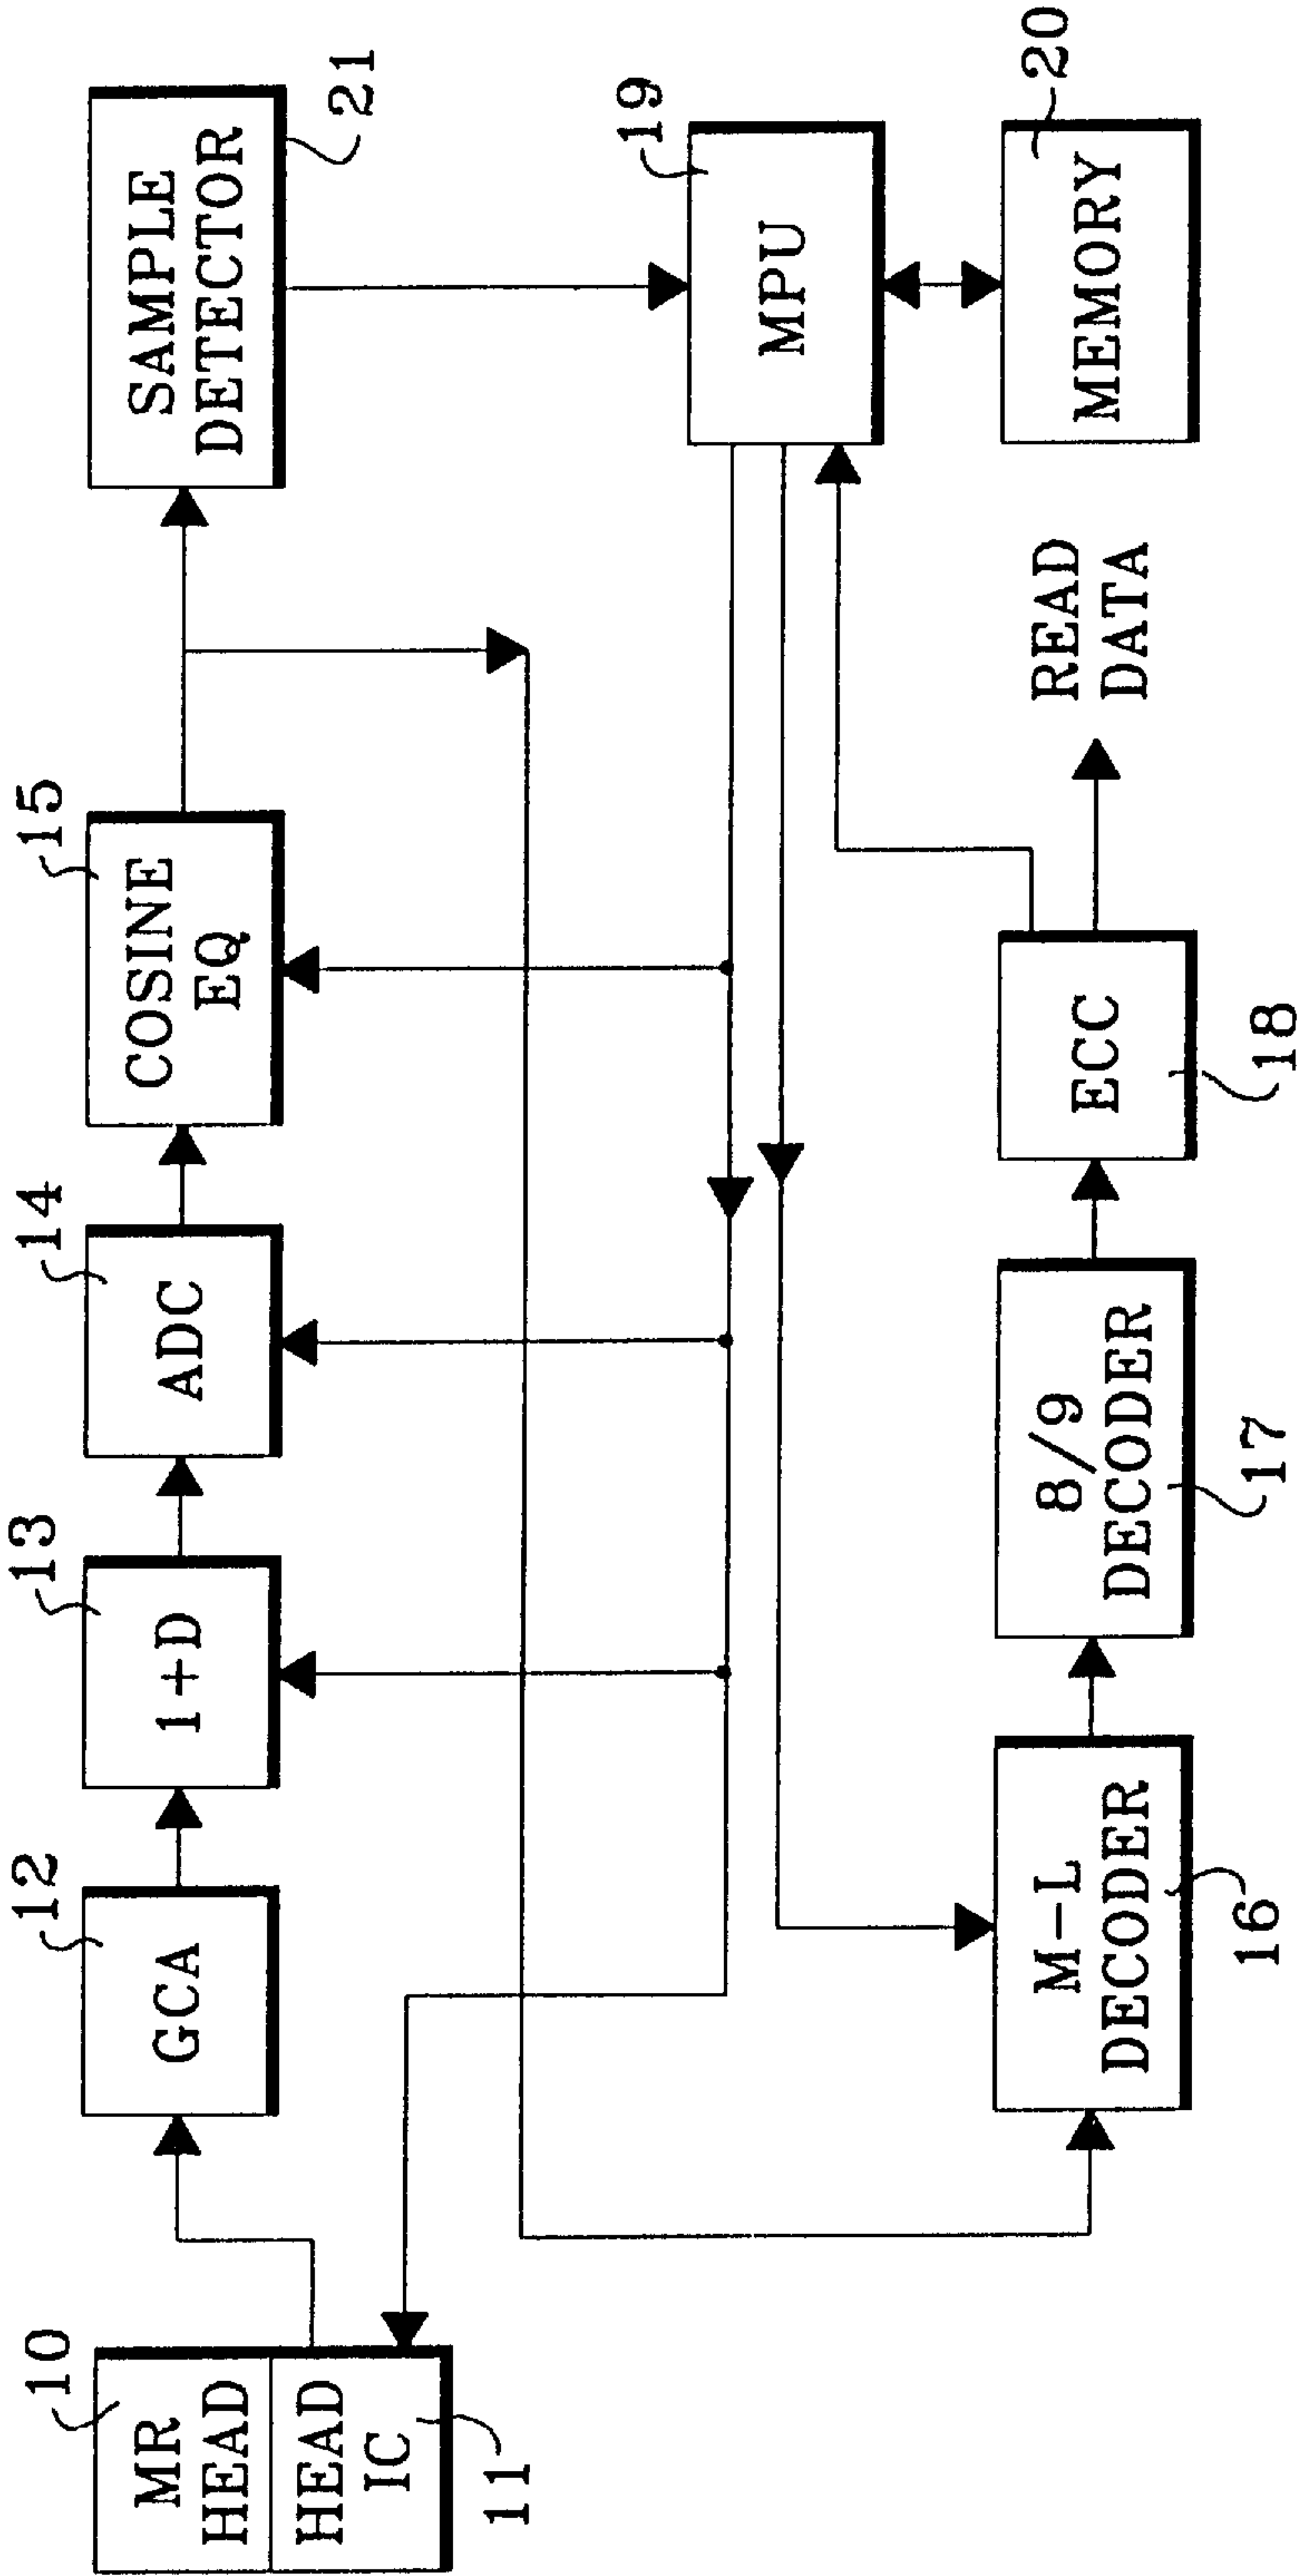 10
MR
HEAD
HEAD
IC
11
12
GCA
13
1+D
14
ADC
15
COSINE
EQ
SAMPLE
DETECTOR
21
19
MPU
20
MEMORY
M-L
DECODER
16
8/9
DECODER
17
ECC
18
READ
DATA